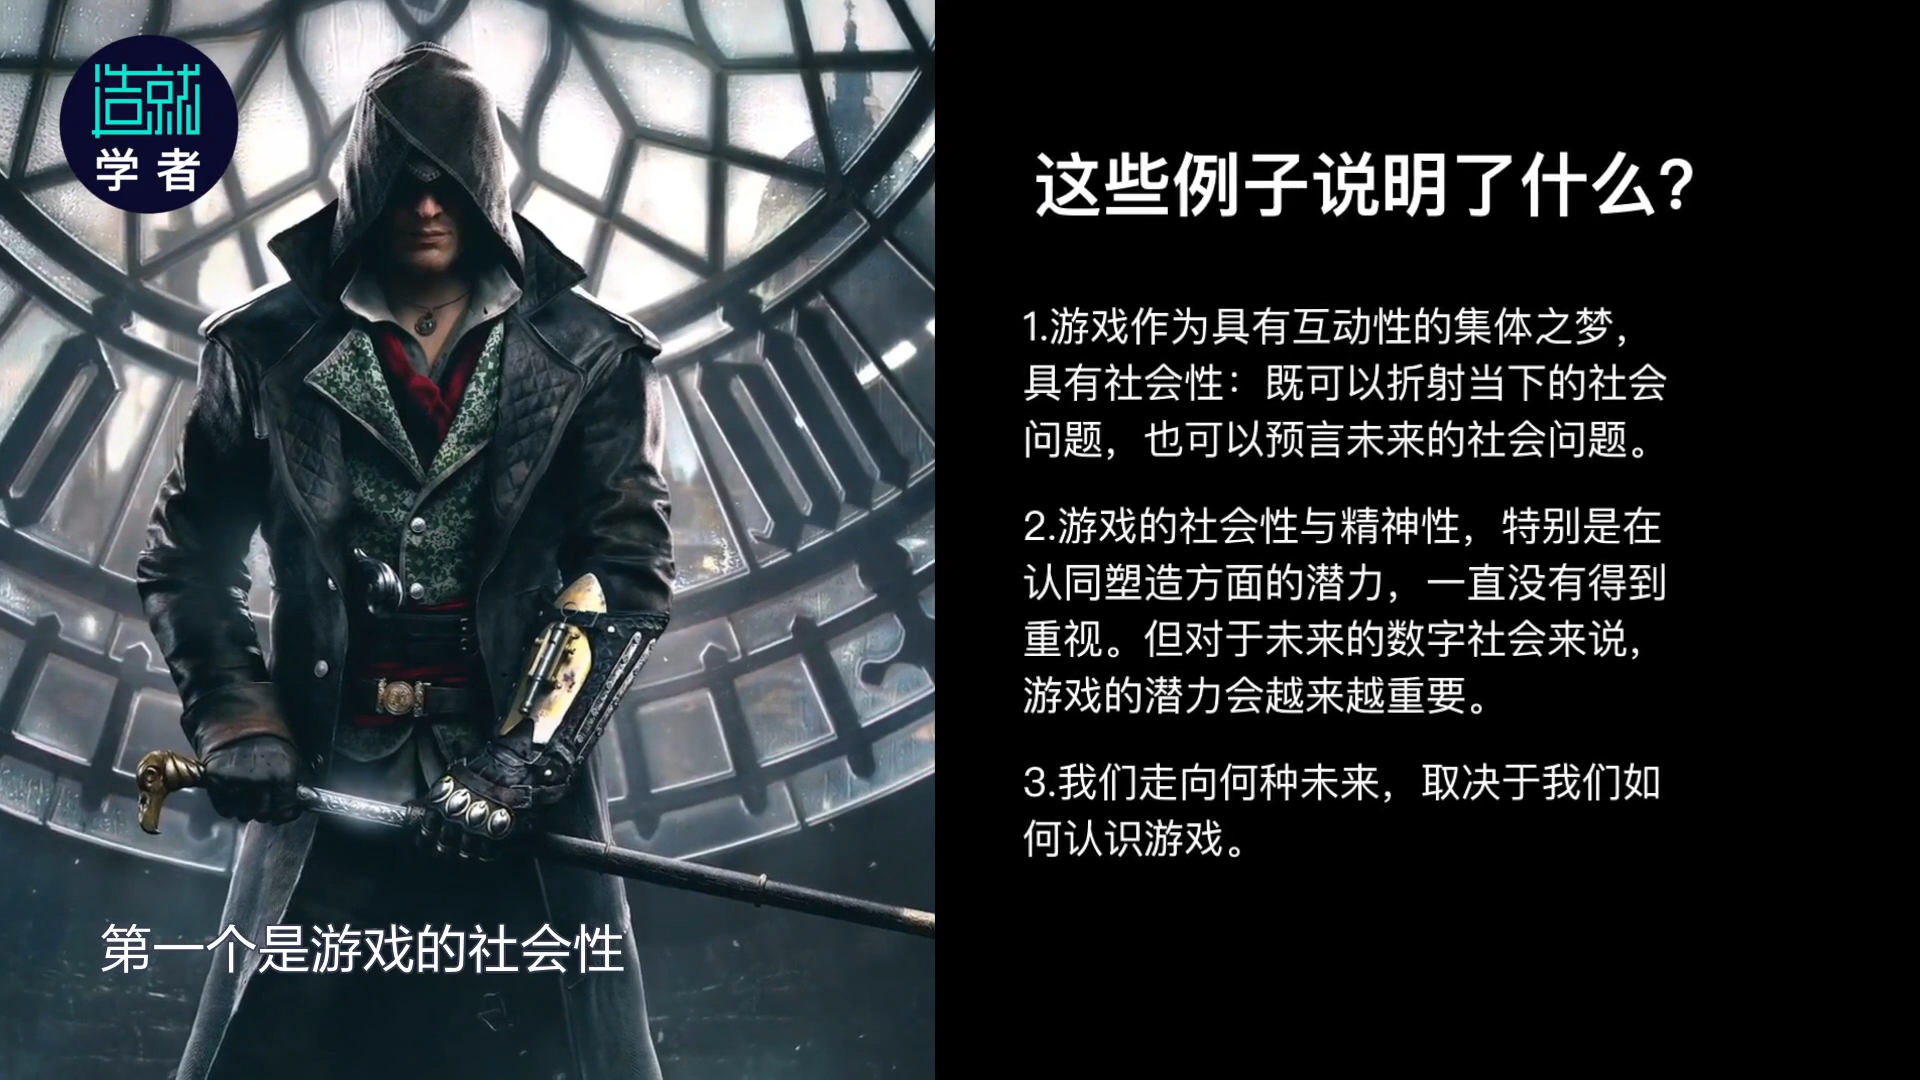 造就
学者
这些例子说明了什么?
1.游戏作为具有互动性的集体之梦，
具有社会性：既可以折射当下的社会
问题，也可以预言未来的社会问题。
2.游戏的社会性与精神性，特别是在
认同塑造方面的潜力，一直没有得到
重视。但对于未来的数字社会来说，
游戏的潜力会越来越重要。
3.我们走向何种未来，取决于我们如
何认识游戏。
第一个是游戏的社会性